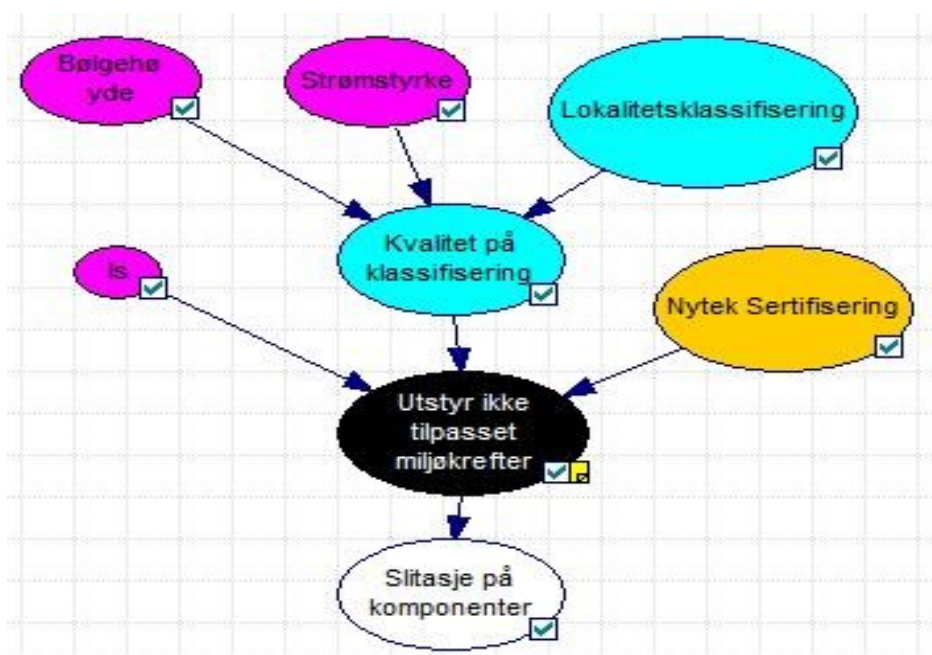 Bølgehø
yde
Strømstyrke
Lokalitetsklassifisering
Kvalitet på
klassifisering
Is
Nytek Sertifisering
Utstyr ikke
tilpasset
miljøkrefter
Slitasje på
komponenter